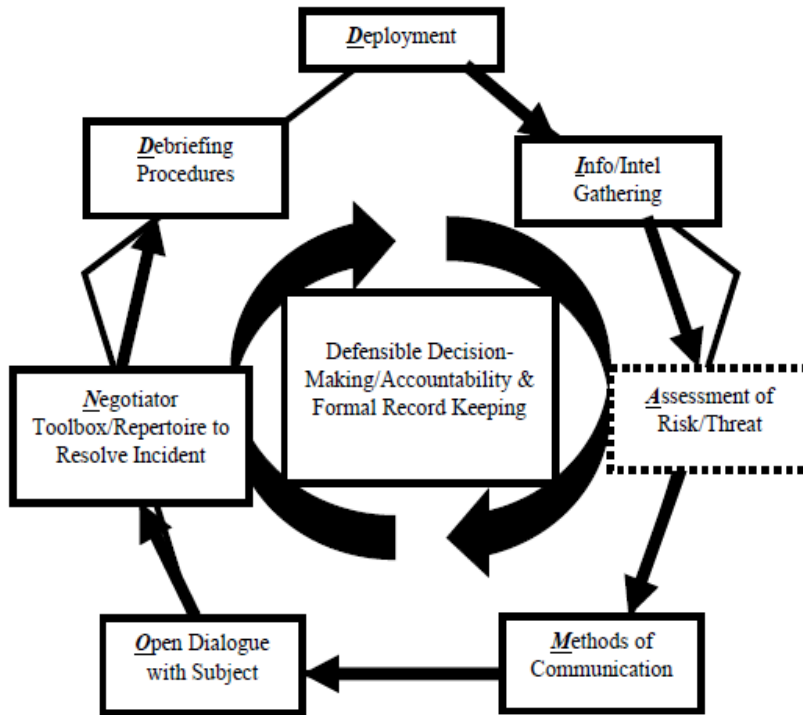 Deployment
Info/Intel
Gathering
Assessment of
Risk/Threat
Methods of
Communication
Open Dialogue
with Subject
Negotiator
Toolbox/Repertoire to
Resolve Incident
Debriefing
Procedures
Defensible Decision-
Making/Accountability &
Formal Record Keeping